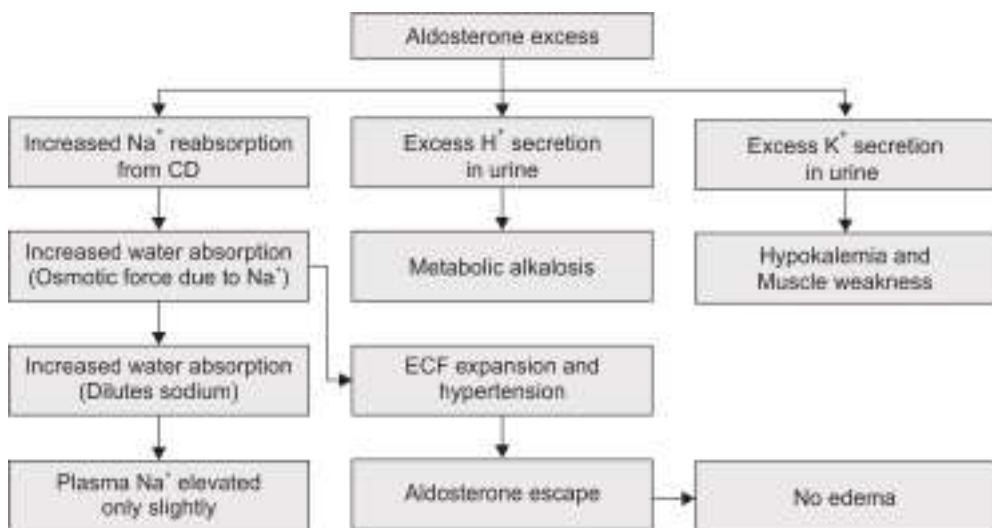 Aldosterone excess
Increased Na⁺ reabsorption
from CD
Excess H⁺ secretion
in urine
Excess K⁺ secretion
in urine
Increased water absorption
(Osmotic force due to Na⁺)
Metabolic alkalosis
Hypokalemia and
Muscle weakness
Increased water absorption
(Dilutes sodium)
ECF expansion and
hypertension
Plasma Na⁺ elevated
only slightly
Aldosterone escape
No edema